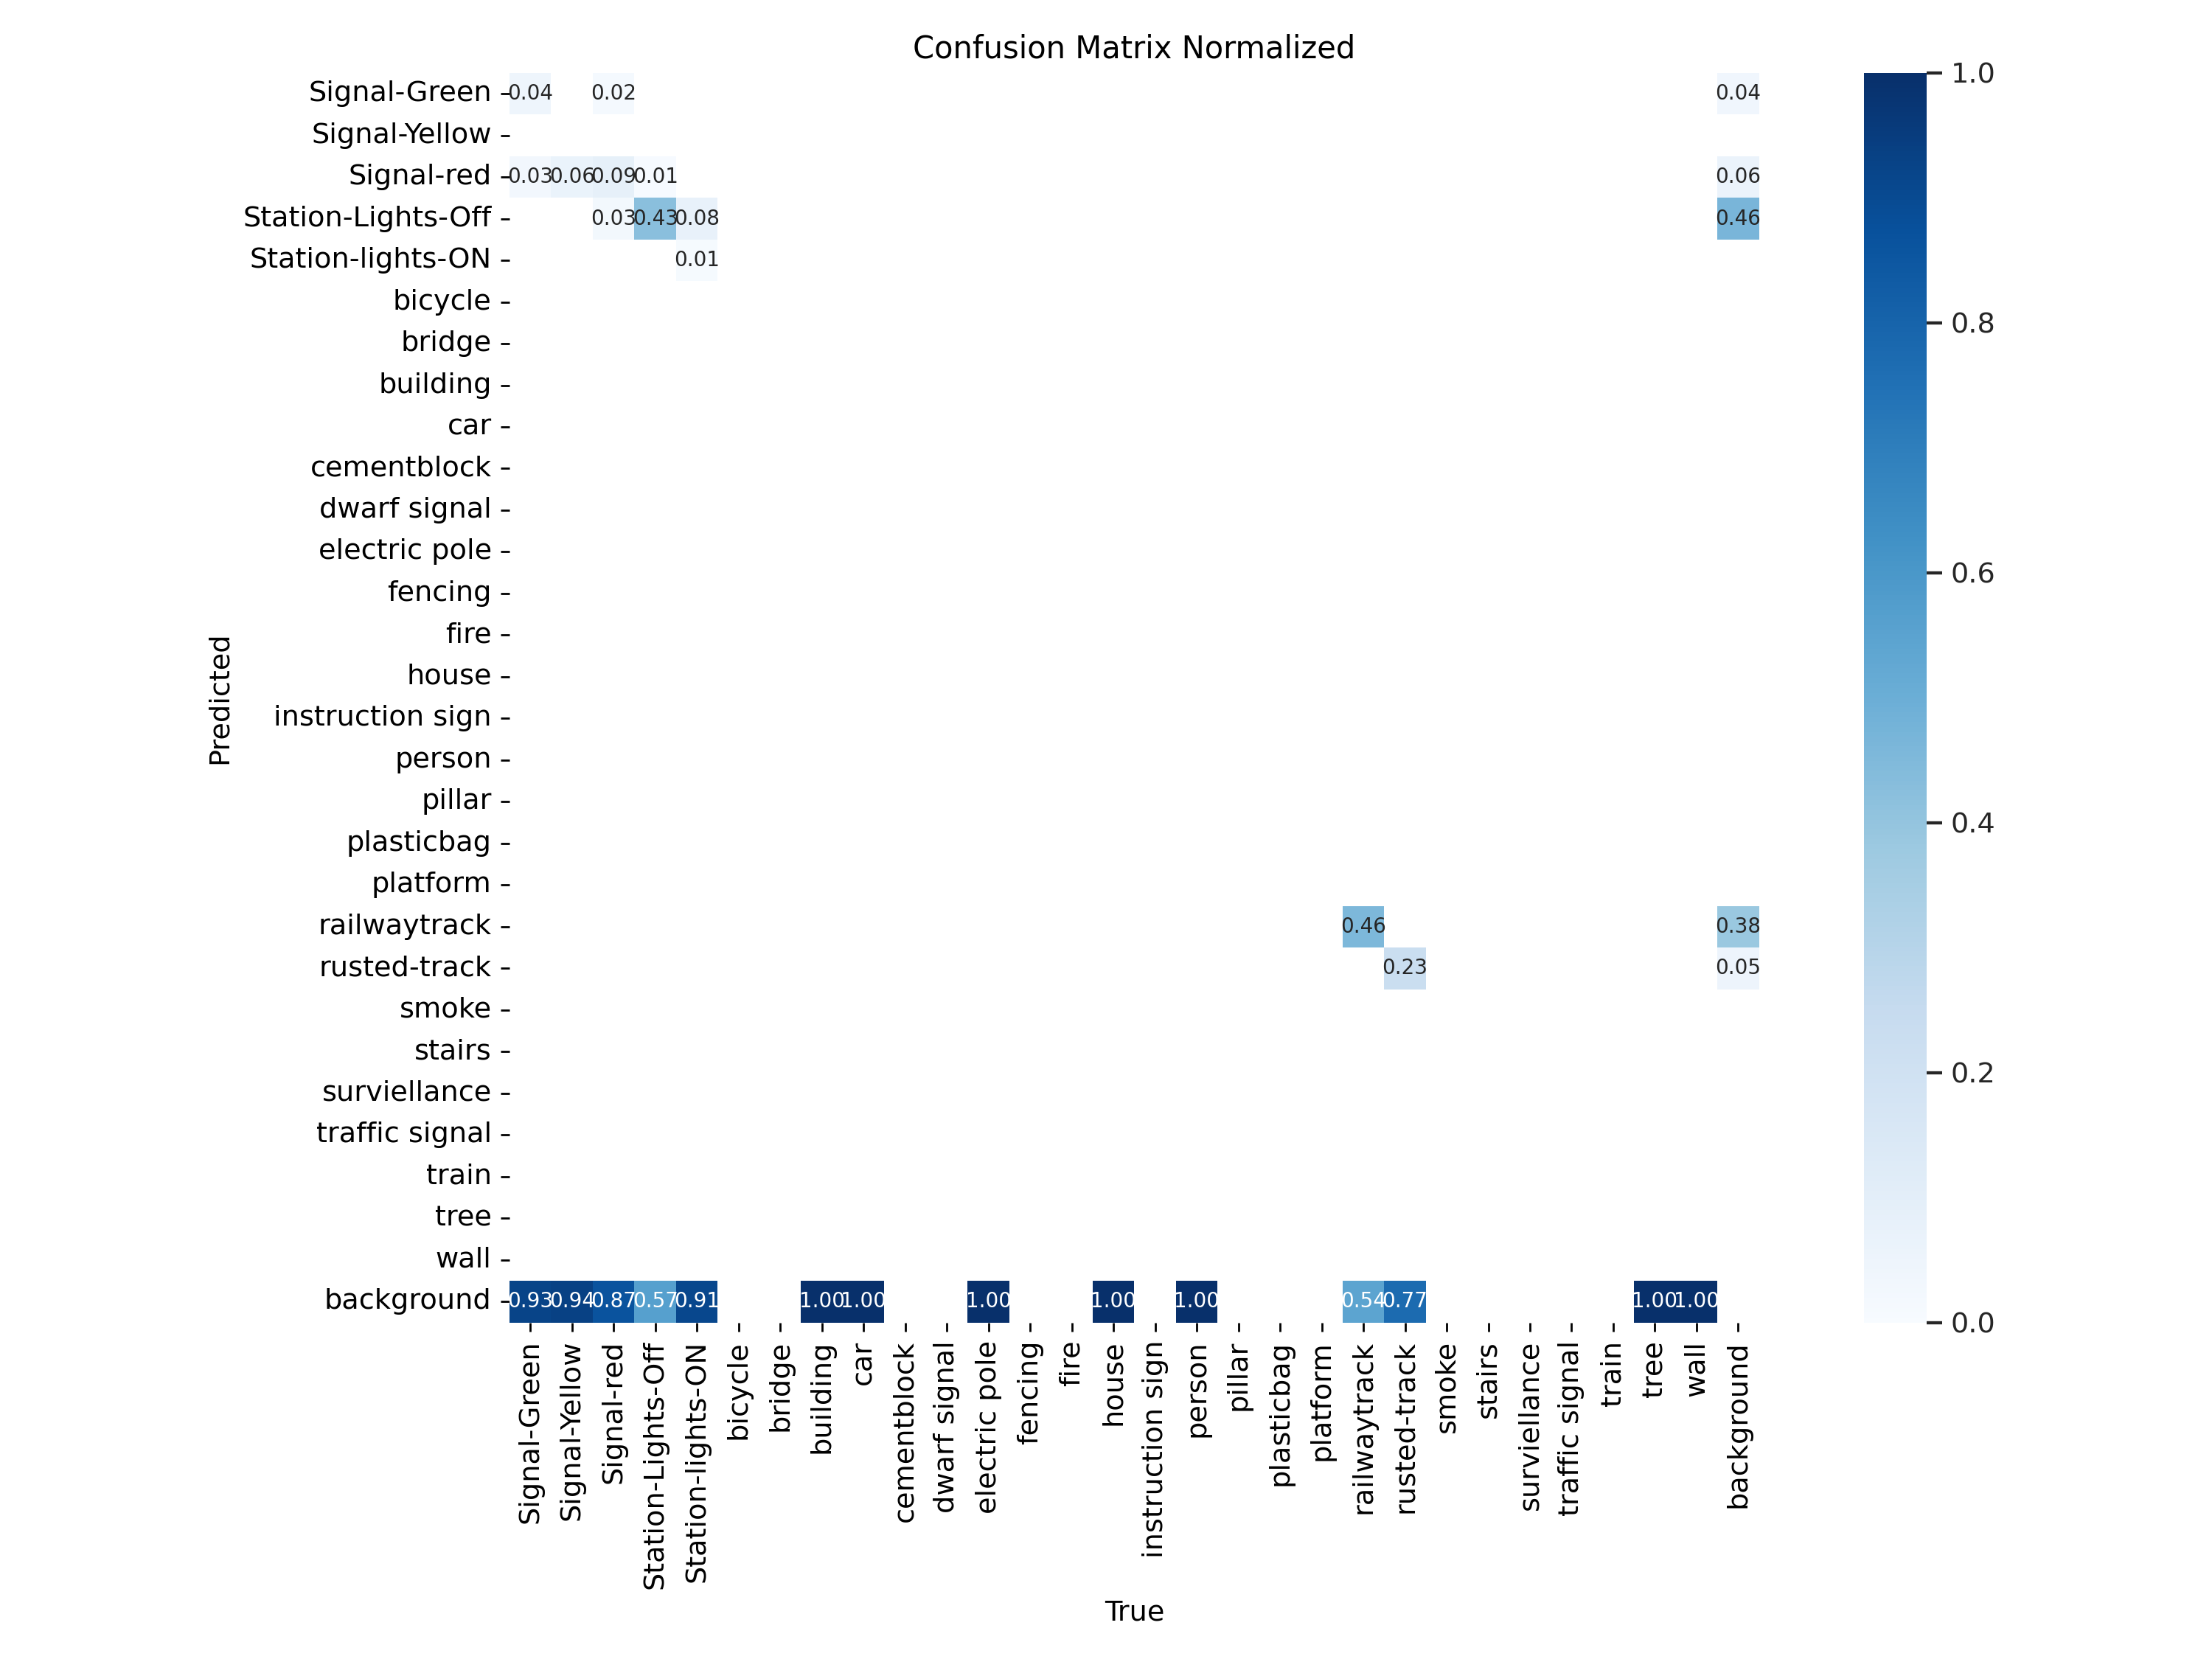 Confusion Matrix Normalized
Signal-Green 0.04 0.02 0.04
Signal-Yellow
Signal-red 0.03 0.06 0.09 0.01 0.06
Station-Lights-Off 0.03 0.43 0.08 0.46
Station-lights-ON 0.01
bicycle
bridge
building
car
cementblock
dwarf signal
electric pole
fencing
fire
house
instruction sign
person
pillar
plasticbag
platform
railwaytrack 0.46 0.38
rusted-track 0.23 0.05
smoke
stairs
surviellance
traffic signal
train
tree
wall
background 0.93 0.94 0.87 0.57 0.91 1.00 1.00 1.00 1.00 1.00 0.54 0.77 1.00 1.00
Predicted
Signal-Green
Signal-Yellow
Signal-red
Station-Lights-Off
Station-lights-ON
bicycle
bridge
building
car
cementblock
dwarf signal
electric pole
fencing
fire
house
instruction sign
person
pillar
plasticbag
platform
railwaytrack
rusted-track
smoke
stairs
surviellance
traffic signal
train
tree
wall
background
True
1.0
0.8
0.6
0.4
0.2
0.0